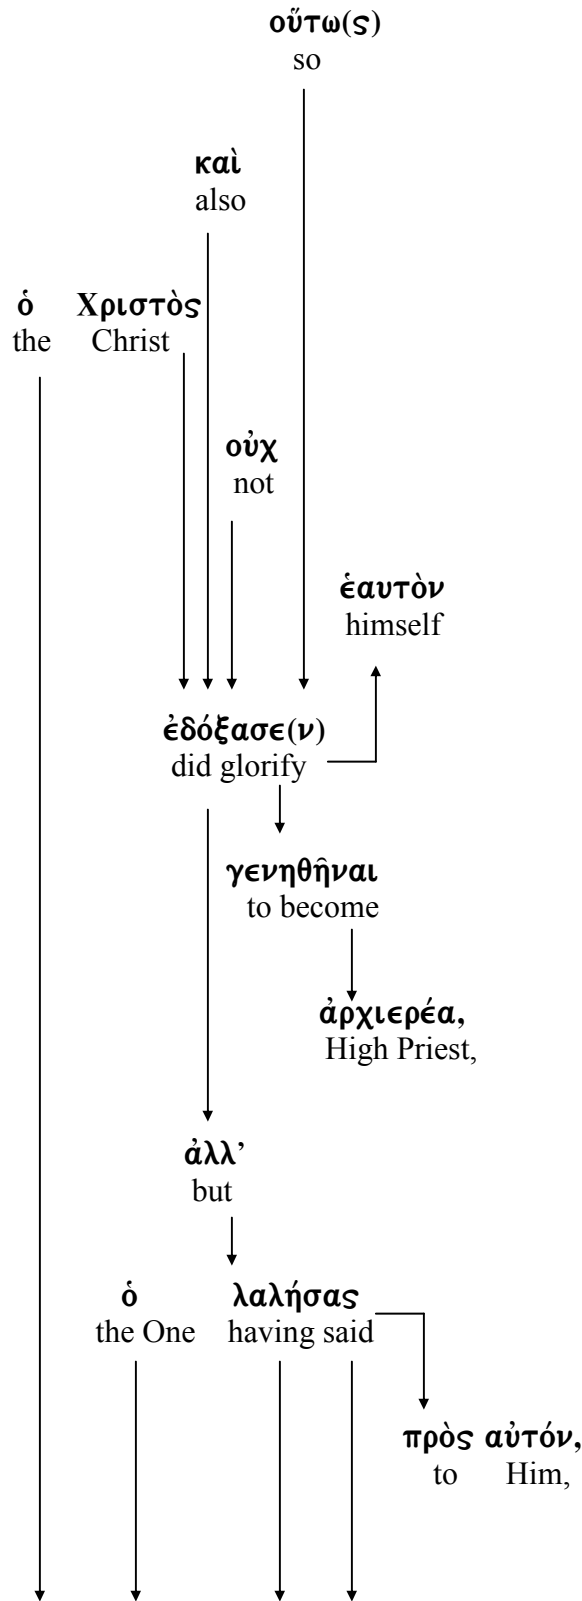 οὕτω(ς)
so
καὶ
also
ὁ Χριστὸς
the Christ
οὐχ
not
ἑαυτὸν
himself
ἐδόξασε(ν)
did glorify
γενηθῆναι
to become
ἀρχιερέα,
High Priest,
ἀλλ’
but
ὁ λαλήσας
the One having said
πρὸς αὐτόν,
to Him,